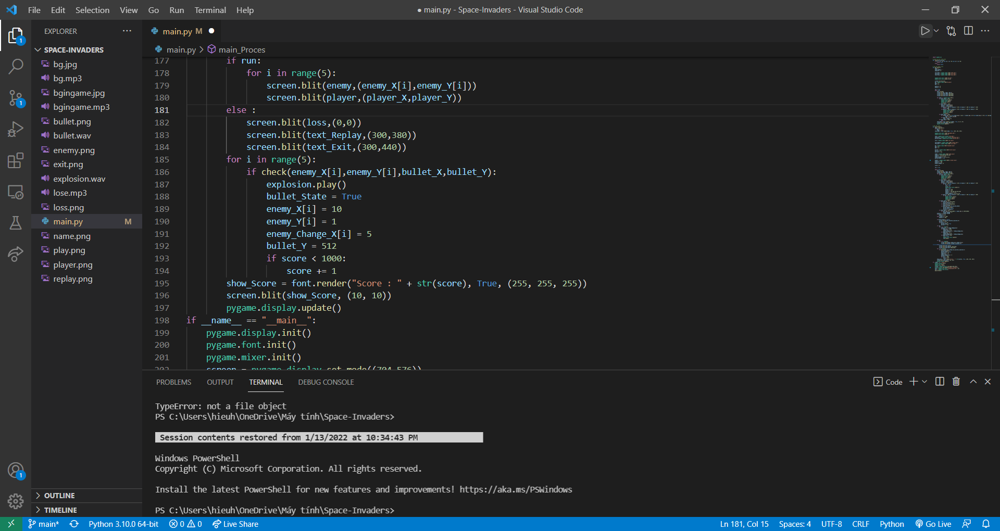 File Edit Selection View Go Run Terminal Help
● main.py - Space-Invaders - Visual Studio Code
EXPLORER
SPACE-INVADERS
bg.jpg
bg.mp3
bgingame.jpg
bgingame.mp3
bullet.png
bullet.wav
enemy.png
exit.png
explosion.wav
lose.mp3
loss.png
main.py M
name.png
play.png
player.png
replay.png
OUTLINE
TIMELINE
1
1
1
main.py M
main.py > main_Proces
177 if run:
178 for i in range(5):
179 screen.blit(enemy,(enemy_X[i],enemy_Y[i]))
180 screen.blit(player,(player_X,player_Y))
181 else :
182 screen.blit(loss,(0,0))
183 screen.blit(text_Replay,(300,380))
184 screen.blit(text_Exit,(300,440))
185 for i in range(5):
186 if check(enemy_X[i],enemy_Y[i],bullet_X,bullet_Y):
187 explosion.play()
188 bullet_State = True
189 enemy_X[i] = 10
190 enemy_Y[i] = 1
191 enemy_Change_X[i] = 5
192 bullet_Y = 512
193 if score < 1000:
194 score += 1
195 show_Score = font.render("Score : " + str(score), True, (255, 255, 255))
196 screen.blit(show_Score, (10, 10))
197 pygame.display.update()
198 if __name__ == "__main__":
199 pygame.display.init()
200 pygame.font.init()
201 pygame.mixer.init()
202 screen = pygame.display.set_mode((704,576))
PROBLEMS OUTPUT TERMINAL DEBUG CONSOLE
Code
TypeError: not a file object
PS C:\Users\hieuh\OneDrive\Máy tính\Space-Invaders>
Session contents restored from 1/13/2022 at 10:34:43 PM
Windows PowerShell
Copyright (C) Microsoft Corporation. All rights reserved.
Install the latest PowerShell for new features and improvements! https://aka.ms/PSWindows
PS C:\Users\hieuh\OneDrive\Máy tính\Space-Invaders>
main* Python 3.10.0 64-bit 0 0 Live Share
Ln 181, Col 15 Spaces: 4 UTF-8 CRLF Python Go Live